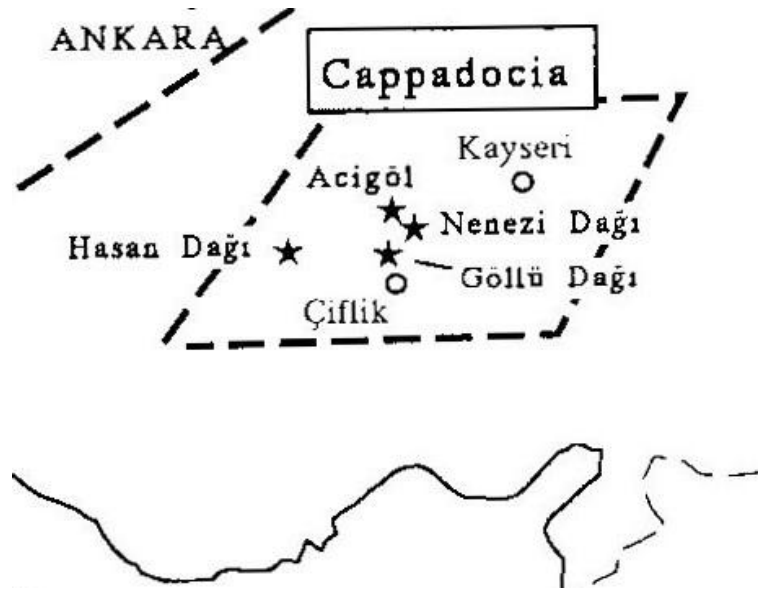 ANKARA
Cappadocia
Kayseri
Acigöl
Nenezi Dağı
Hasan Dağı
Göllü Dağı
Çiflik